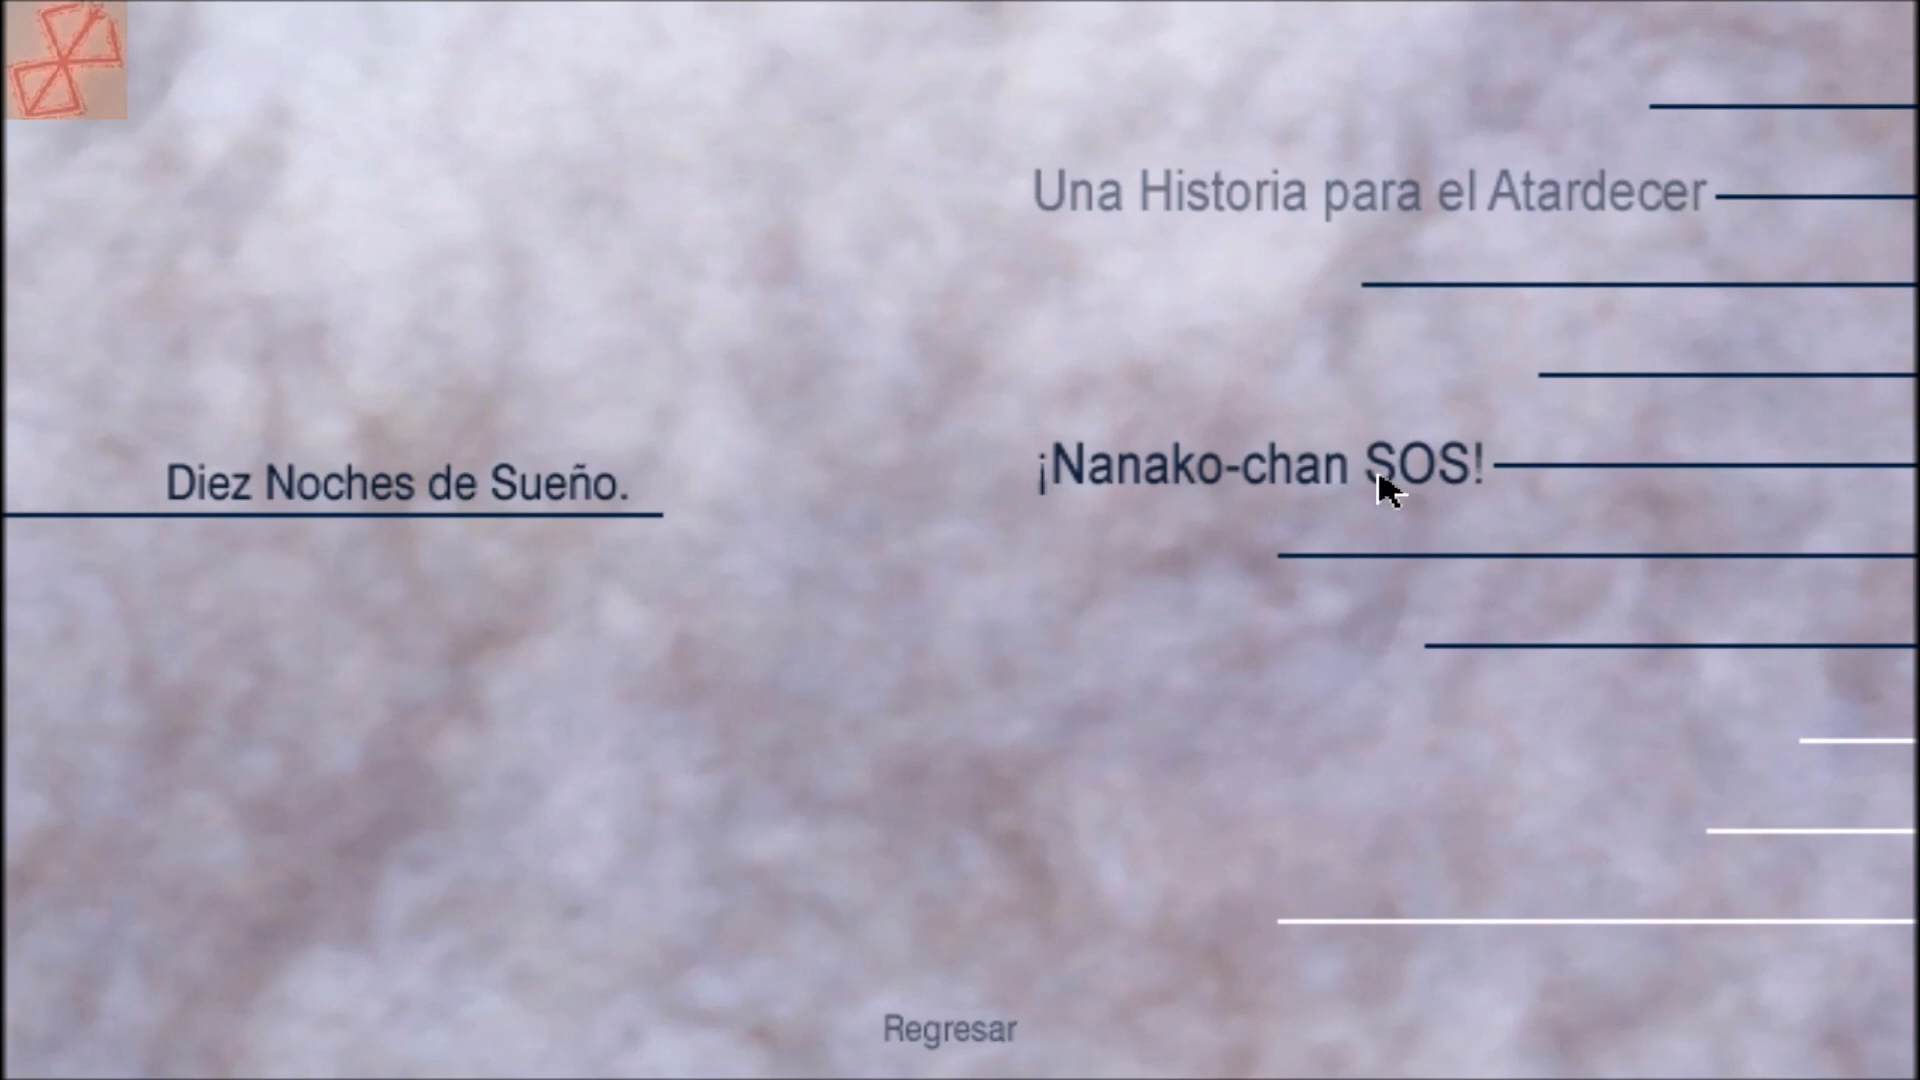 Una Historia para el Atardecer
Diez Noches de Sueño.
¡Nanako-chan SOS!
Regresar